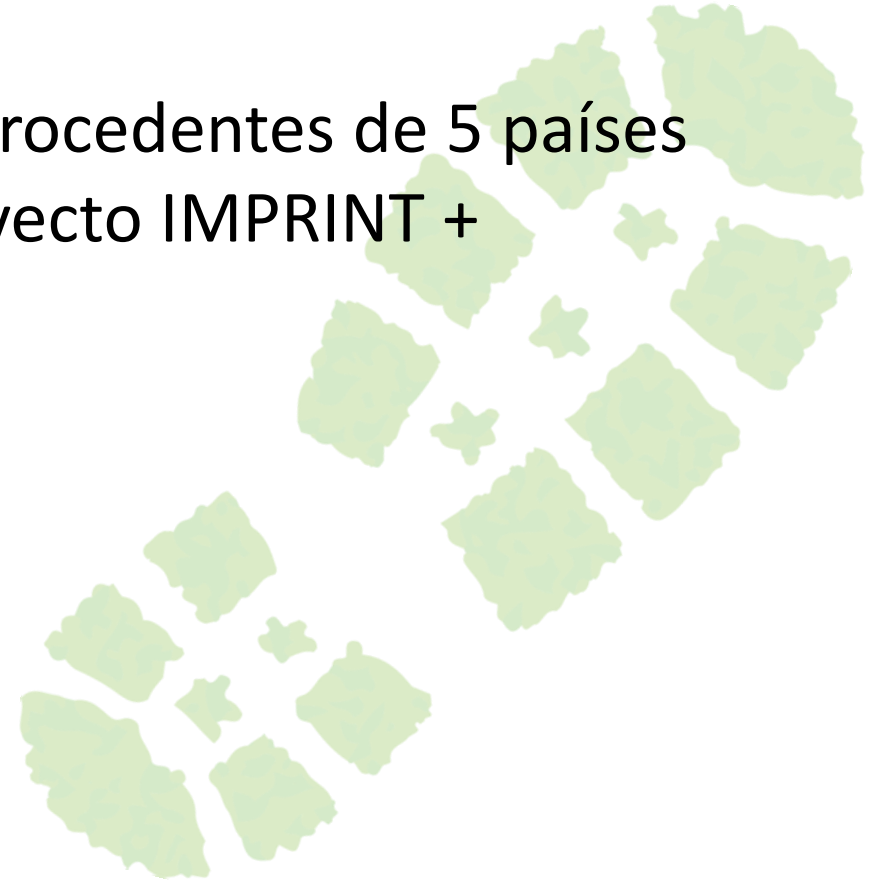 rocedentes de 5 países
yecto IMPRINT +